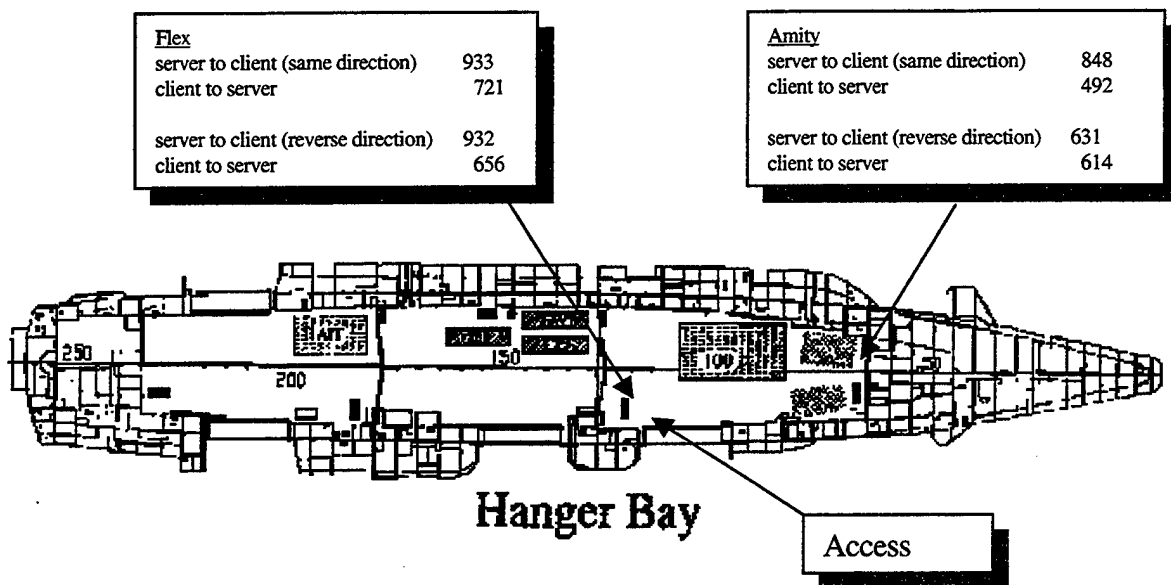 Flex
server to client (same direction) 933
client to server 721
server to client (reverse direction) 932
client to server 656
Amity
server to client (same direction) 848
client to server 492
server to client (reverse direction) 631
client to server 614
250
200
150
100
Hanger Bay
Access